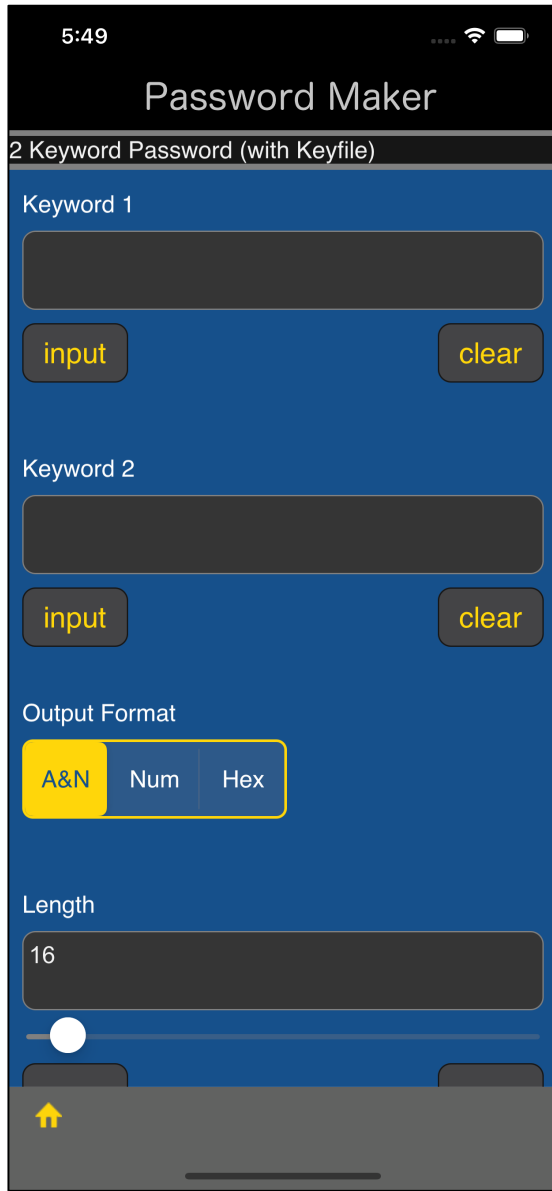 5:49
Password Maker
2 Keyword Password (with Keyfile)
Keyword 1
input clear
Keyword 2
input clear
Output Format
A&N Num Hex
Length
16